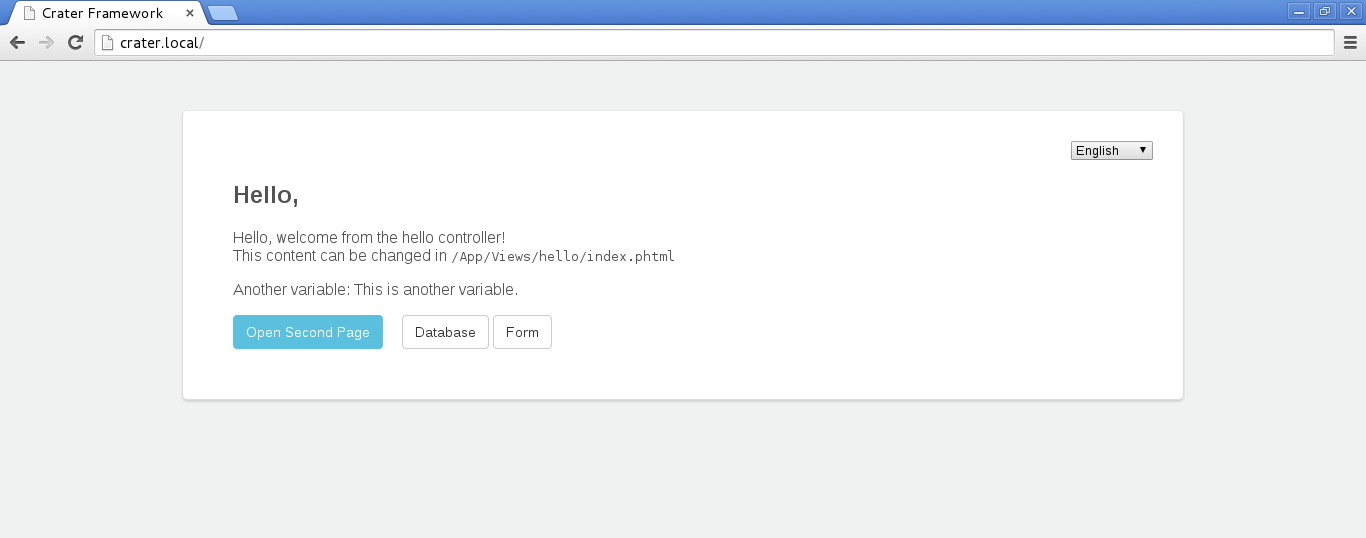 Crater Framework
crater.local/
English
Hello,
Hello, welcome from the hello controller!
This content can be changed in /App/Views/hello/index.phtml
Another variable: This is another variable.
Open Second Page Database Form